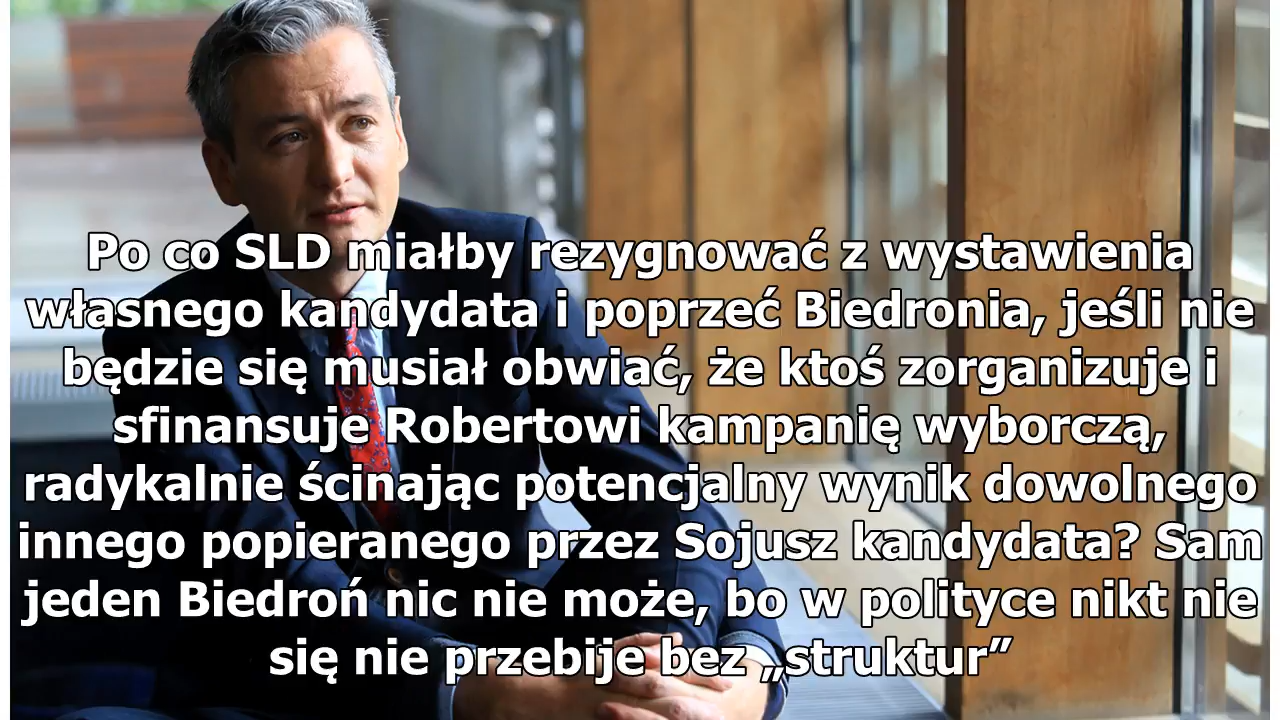 Po co SLD miałby rezygnować z wystawienia
własnego kandydata i poprzeć Biedronia, jeśli nie
będzie się musiał obwiać, że ktoś zorganizuje i
sfinansuje Robertowi kampanię wyborczą,
radykalnie ścinając potencjalny wynik dowolnego
innego popieranego przez Sojusz kandydata? Sam
jeden Biedroń nic nie może, bo w polityce nikt nie
się nie przebije bez „struktur”